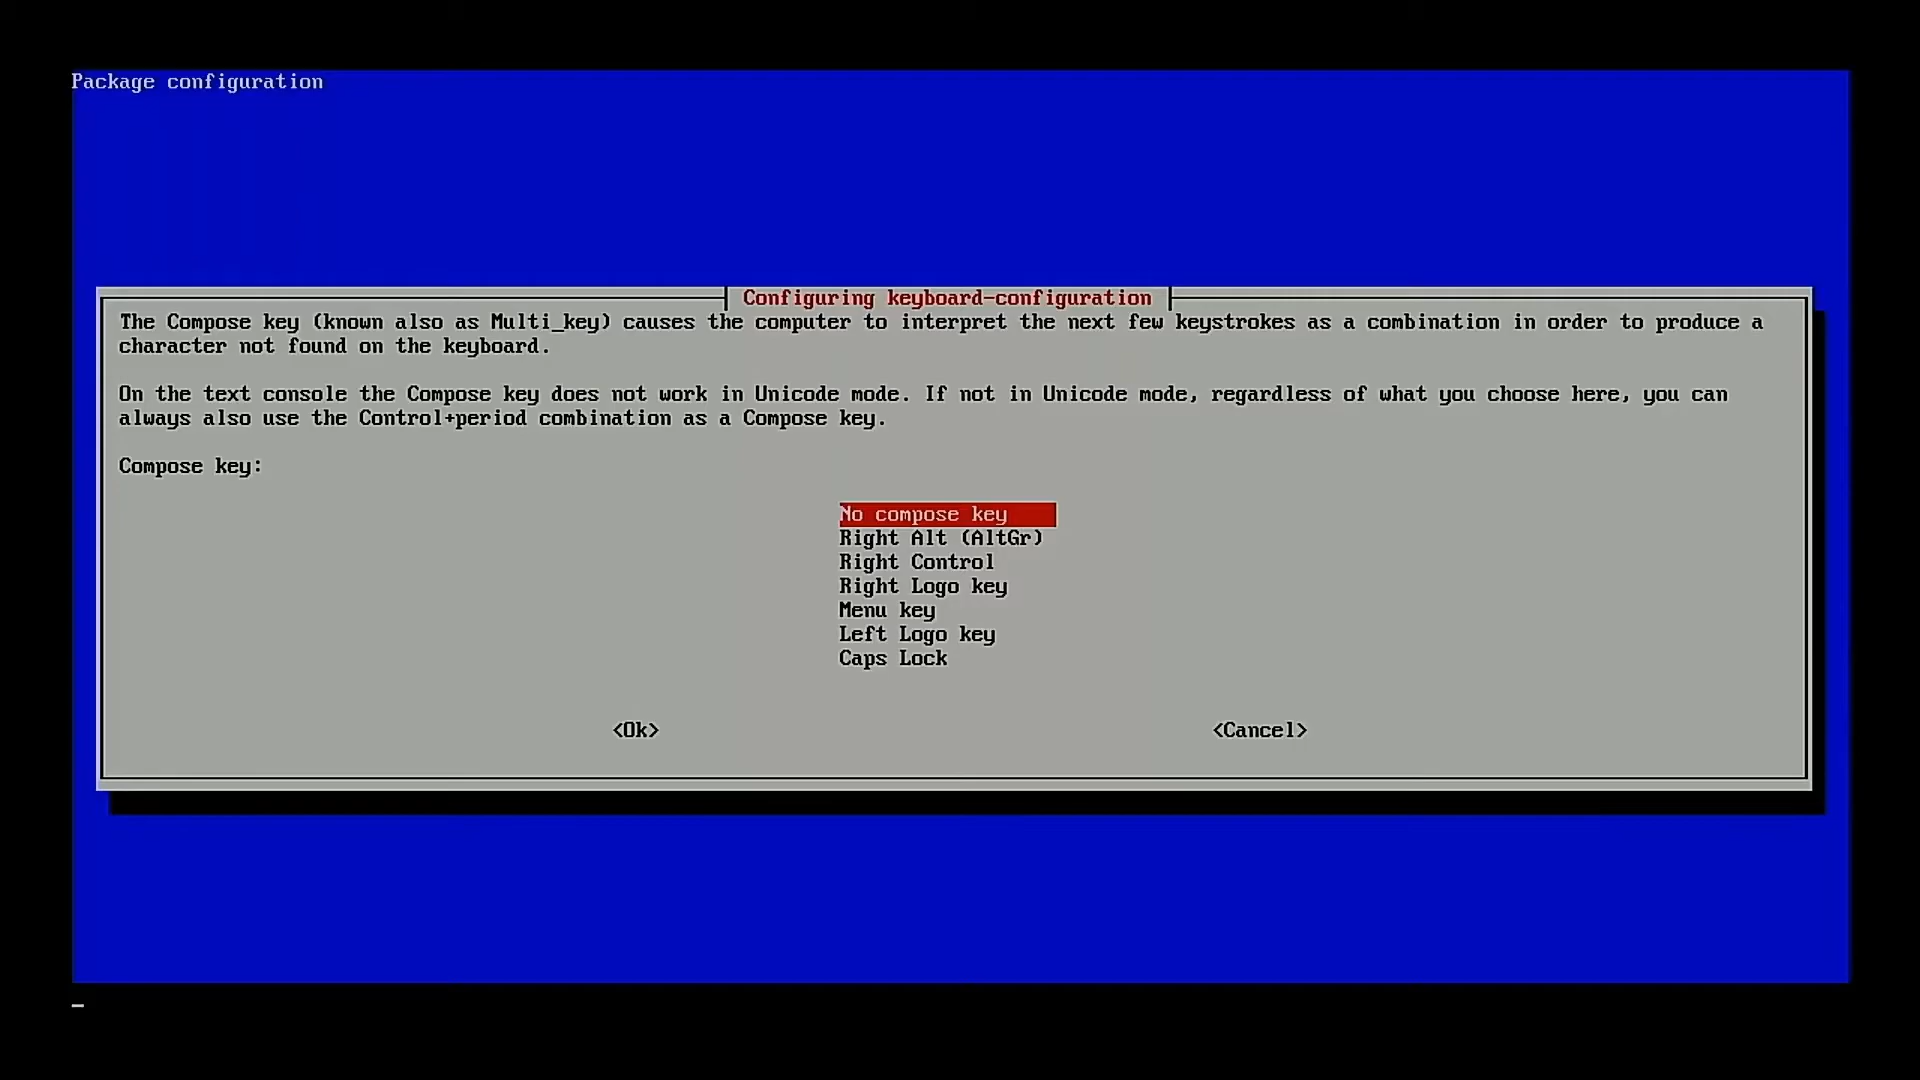 Package configuration
Configuring keyboard-configuration
The Compose key (known also as Multi_key) causes the computer to interpret the next few keystrokes as a combination in order to produce a
character not found on the keyboard.
On the text console the Compose key does not work in Unicode mode. If not in Unicode mode, regardless of what you choose here, you can
always also use the Control+period combination as a Compose key.
Compose key:
No compose key
Right Alt (AltGr)
Right Control
Right Logo key
Menu key
Left Logo key
Caps Lock
<Ok> <Cancel>